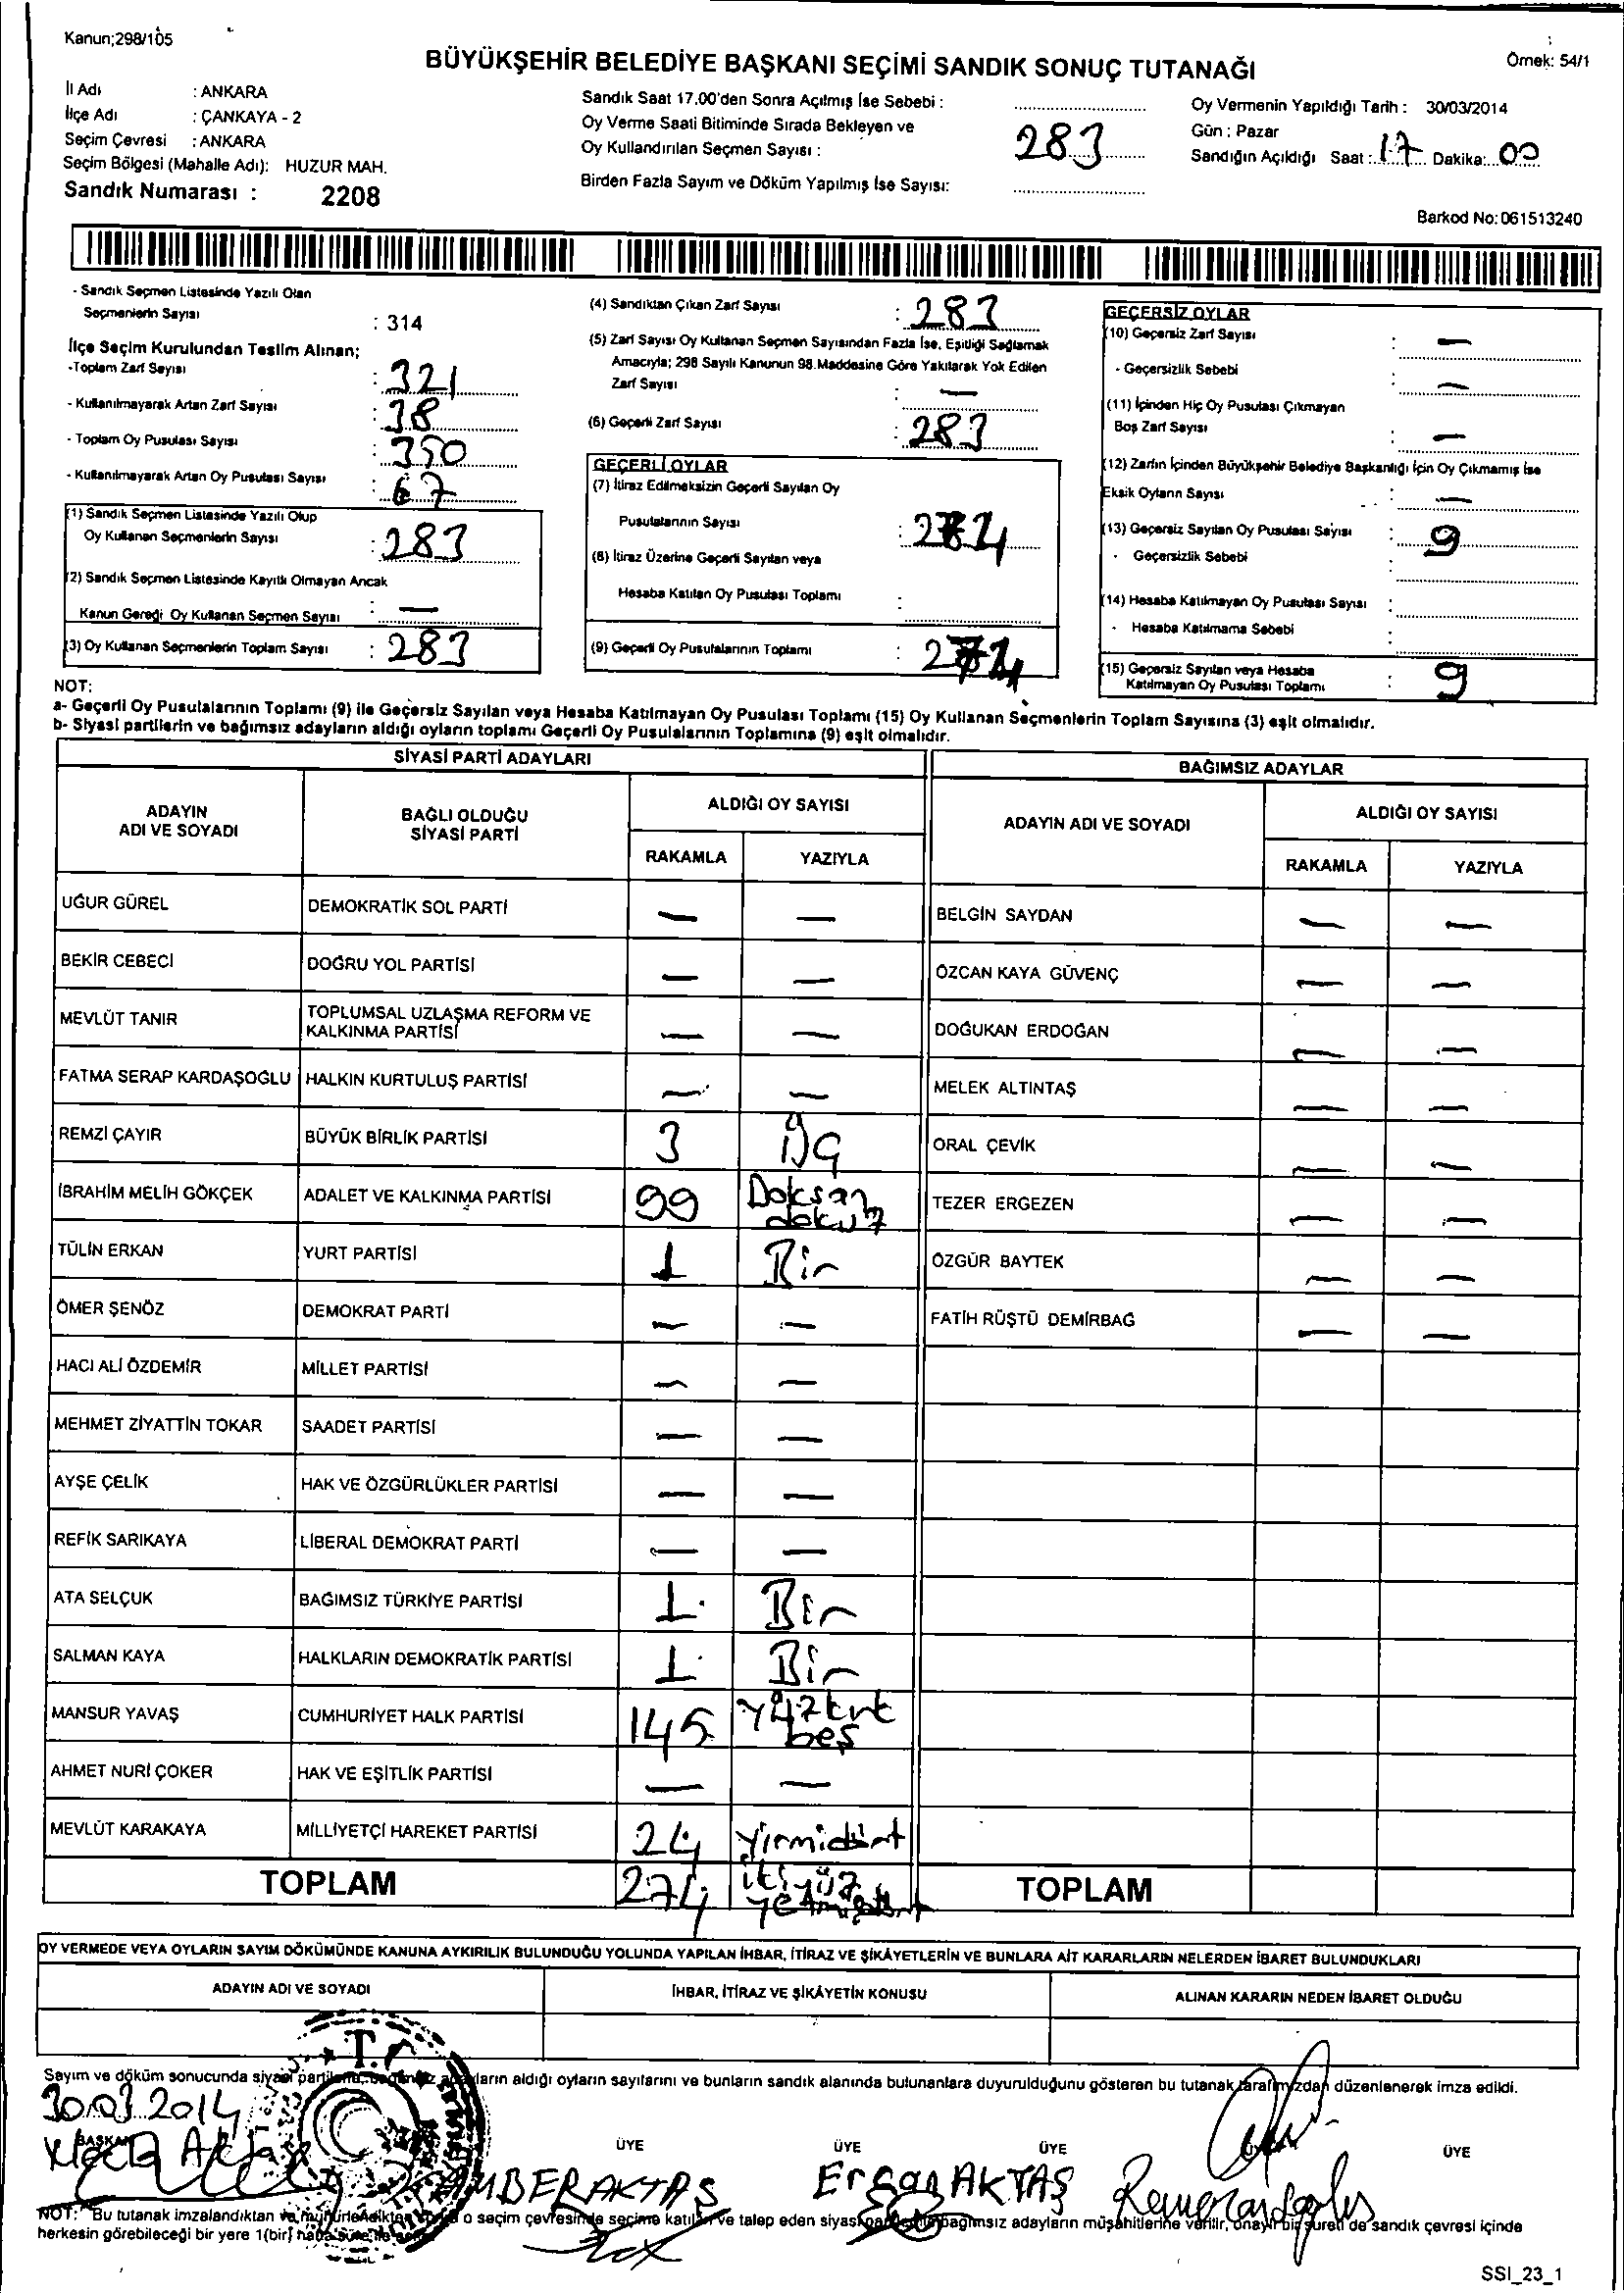 Kanun;298/105
BÜYÜKŞEHİR BELEDİYE BAŞKANI SEÇİMİ SANDIK SONUÇ TUTANAĞI
Örnek: 54/1
İl Adı : ANKARA
İlçe Adı : ÇANKAYA - 2
Seçim Çevresi : ANKARA
Seçim Bölgesi (Mahalle Adı): HUZUR MAH.
Sandık Numarası : 2208
Sandık Saat 17.00'den Sonra Açılmış İse Sebebi :
Oy Verme Saati Bitiminde Sırada Bekleyen ve
Oy Kullandırılan Seçmen Sayısı : 283
Birden Fazla Sayım ve Döküm Yapılmış İse Sayısı:
Oy Vermenin Yapıldığı Tarih : 30/03/2014
Gün : Pazar
Sandığın Açıldığı Saat : 17 Dakika: 00
Barkod No: 061513240
- Sandık Seçmen Listesinde Yazılı Olan
Seçmenlerin Sayısı : 314
İlçe Seçim Kurulundan Teslim Alınan;
-Toplam Zarf Sayısı : 321
- Kullanılmayarak Artan Zarf Sayısı : 38
- Toplam Oy Pusulası Sayısı : 350
- Kullanılmayarak Artan Oy Pusulası Sayısı : 67
(1) Sandık Seçmen Listesinde Yazılı Olup
Oy Kullanan Seçmenlerin Sayısı : 283
(2) Sandık Seçmen Listesinde Kayıtlı Olmayan Ancak
Kanun Gereği Oy Kullanan Seçmen Sayısı : —
(3) Oy Kullanan Seçmenlerin Toplam Sayısı : 283
(4) Sandıktan Çıkan Zarf Sayısı : 283
(5) Zarf Sayısı Oy Kullanan Seçmen Sayısından Fazla İse, Eşitliği Sağlamak
Amacıyla; 298 Sayılı Kanunun 98.Maddesine Göre Yakılarak Yok Edilen
Zarf Sayısı : —
(6) Geçerli Zarf Sayısı : 283
GEÇERLİ OYLAR
(7) İtiraz Edilmeksizin Geçerli Sayılan Oy
Pusulalarının Sayısı : 274
(8) İtiraz Üzerine Geçerli Sayılan veya
Hesaba Katılan Oy Pusulası Toplamı :
(9) Geçerli Oy Pusulalarının Toplamı : 274
GEÇERSİZ OYLAR
(10) Geçersiz Zarf Sayısı : —
- Geçersizlik Sebebi : —
(11) İçinden Hiç Oy Pusulası Çıkmayan
Boş Zarf Sayısı : —
(12) Zarfın İçinden Büyükşehir Belediye Başkanlığı İçin Oy Çıkmamış İse
Eksik Oyların Sayısı : —
(13) Geçersiz Sayılan Oy Pusulası Sayısı : 9
- Geçersizlik Sebebi :
(14) Hesaba Katılmayan Oy Pusulası Sayısı :
- Hesaba Katılmama Sebebi :
(15) Geçersiz Sayılan veya Hesaba
Katılmayan Oy Pusulası Toplamı : 9
NOT:
a- Geçerli Oy Pusulalarının Toplamı (9) ile Geçersiz Sayılan veya Hesaba Katılmayan Oy Pusulası Toplamı (15) Oy Kullanan Seçmenlerin Toplam Sayısına (3) eşit olmalıdır.
b- Siyasi partilerin ve bağımsız adayların aldığı oyların toplamı Geçerli Oy Pusulalarının Toplamına (9) eşit olmalıdır.
SİYASİ PARTİ ADAYLARI
ADAYIN ADI VE SOYADI
BAĞLI OLDUĞU SİYASİ PARTİ
ALDIĞI OY SAYISI
RAKAMLA YAZIYLA
UĞUR GÜREL DEMOKRATİK SOL PARTİ — —
BEKİR CEBECİ DOĞRU YOL PARTİSİ — —
MEVLÜT TANIR TOPLUMSAL UZLAŞMA REFORM VE KALKINMA PARTİSİ — —
FATMA SERAP KARDAŞOĞLU HALKIN KURTULUŞ PARTİSİ — —
REMZİ ÇAYIR BÜYÜK BİRLİK PARTİSİ 3 üç
İBRAHİM MELİH GÖKÇEK ADALET VE KALKINMA PARTİSİ 99 Doksan dokuz
TÜLİN ERKAN YURT PARTİSİ 1 Bir
ÖMER ŞENÖZ DEMOKRAT PARTİ — —
HACI ALİ ÖZDEMİR MİLLET PARTİSİ — —
MEHMET ZİYATTİN TOKAR SAADET PARTİSİ — —
AYŞE ÇELİK HAK VE ÖZGÜRLÜKLER PARTİSİ — —
REFİK SARIKAYA LİBERAL DEMOKRAT PARTİ — —
ATA SELÇUK BAĞIMSIZ TÜRKİYE PARTİSİ 1. Bir
SALMAN KAYA HALKLARIN DEMOKRATİK PARTİSİ 1. Bir
MANSUR YAVAŞ CUMHURİYET HALK PARTİSİ 145 yüzkırk beş
AHMET NURİ ÇOKER HAK VE EŞİTLİK PARTİSİ — —
MEVLÜT KARAKAYA MİLLİYETÇİ HAREKET PARTİSİ 24 yirmidört
TOPLAM 274 ikiyüz yetmişdört
BAĞIMSIZ ADAYLAR
ADAYIN ADI VE SOYADI
ALDIĞI OY SAYISI
RAKAMLA YAZIYLA
BELGİN SAYDAN — —
ÖZCAN KAYA GÜVENÇ — —
DOĞUKAN ERDOĞAN — —
MELEK ALTINTAŞ — —
ORAL ÇEVİK — —
TEZER ERGEZEN — —
ÖZGÜR BAYTEK — —
FATİH RÜŞTÜ DEMİRBAĞ — —
TOPLAM
OY VERMEDE VEYA OYLARIN SAYIM DÖKÜMÜNDE KANUNA AYKIRILIK BULUNDUĞU YOLUNDA YAPILAN İHBAR, İTİRAZ VE ŞİKÂYETLERİN VE BUNLARA AİT KARARLARIN NELERDEN İBARET BULUNDUKLARI
ADAYIN ADI VE SOYADI
İHBAR, İTİRAZ VE ŞİKÂYETİN KONUSU
ALINAN KARARIN NEDEN İBARET OLDUĞU
T.C.
Sayım ve döküm sonucunda siyasi adayların aldığı oyların sayılarını ve bunların sandık alanında bulunanlara duyurulduğunu gösteren bu tutanak tarafımızdan düzenlenerek imza edildi.
30.03.2014
BAŞKAN ÜYE ÜYE ÜYE ÜYE ÜYE
AKTAŞ Ercan AKTAŞ
NOT: Bu tutanak imzalandıktan o seçim çevresinde seçime katılan ve talep eden siyasi bağımsız adayların müşahitlerine verilir, onaylı bir sureti de sandık çevresi içinde
herkesin görebileceği bir yere 1(bir) hafta süre ile
SSI_23_1